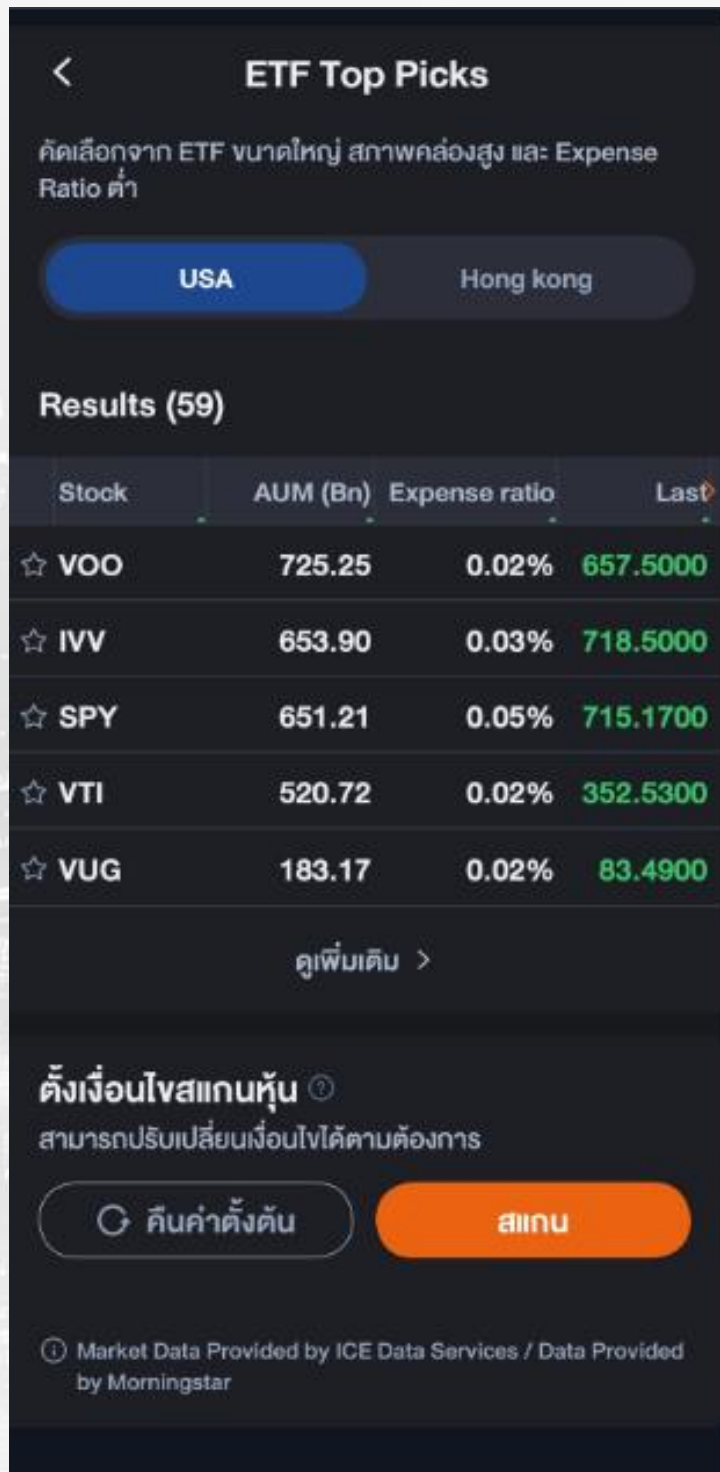 ETF Top Picks
คัดเลือกจาก ETF ขนาดใหญ่ สภาพคล่องสูง และ Expense
Ratio ต่ำ
USA Hong kong
Results (59)
Stock AUM (Bn) Expense ratio Last
VOO 725.25 0.02% 657.5000
IVV 653.90 0.03% 718.5000
SPY 651.21 0.05% 715.1700
VTI 520.72 0.02% 352.5300
VUG 183.17 0.02% 83.4900
ดูเพิ่มเติม >
ตั้งเงื่อนไขสแกนหุ้น
สามารถปรับเปลี่ยนเงื่อนไขได้ตามต้องการ
คืนค่าตั้งต้น สแกน
Market Data Provided by ICE Data Services / Data Provided
by Morningstar